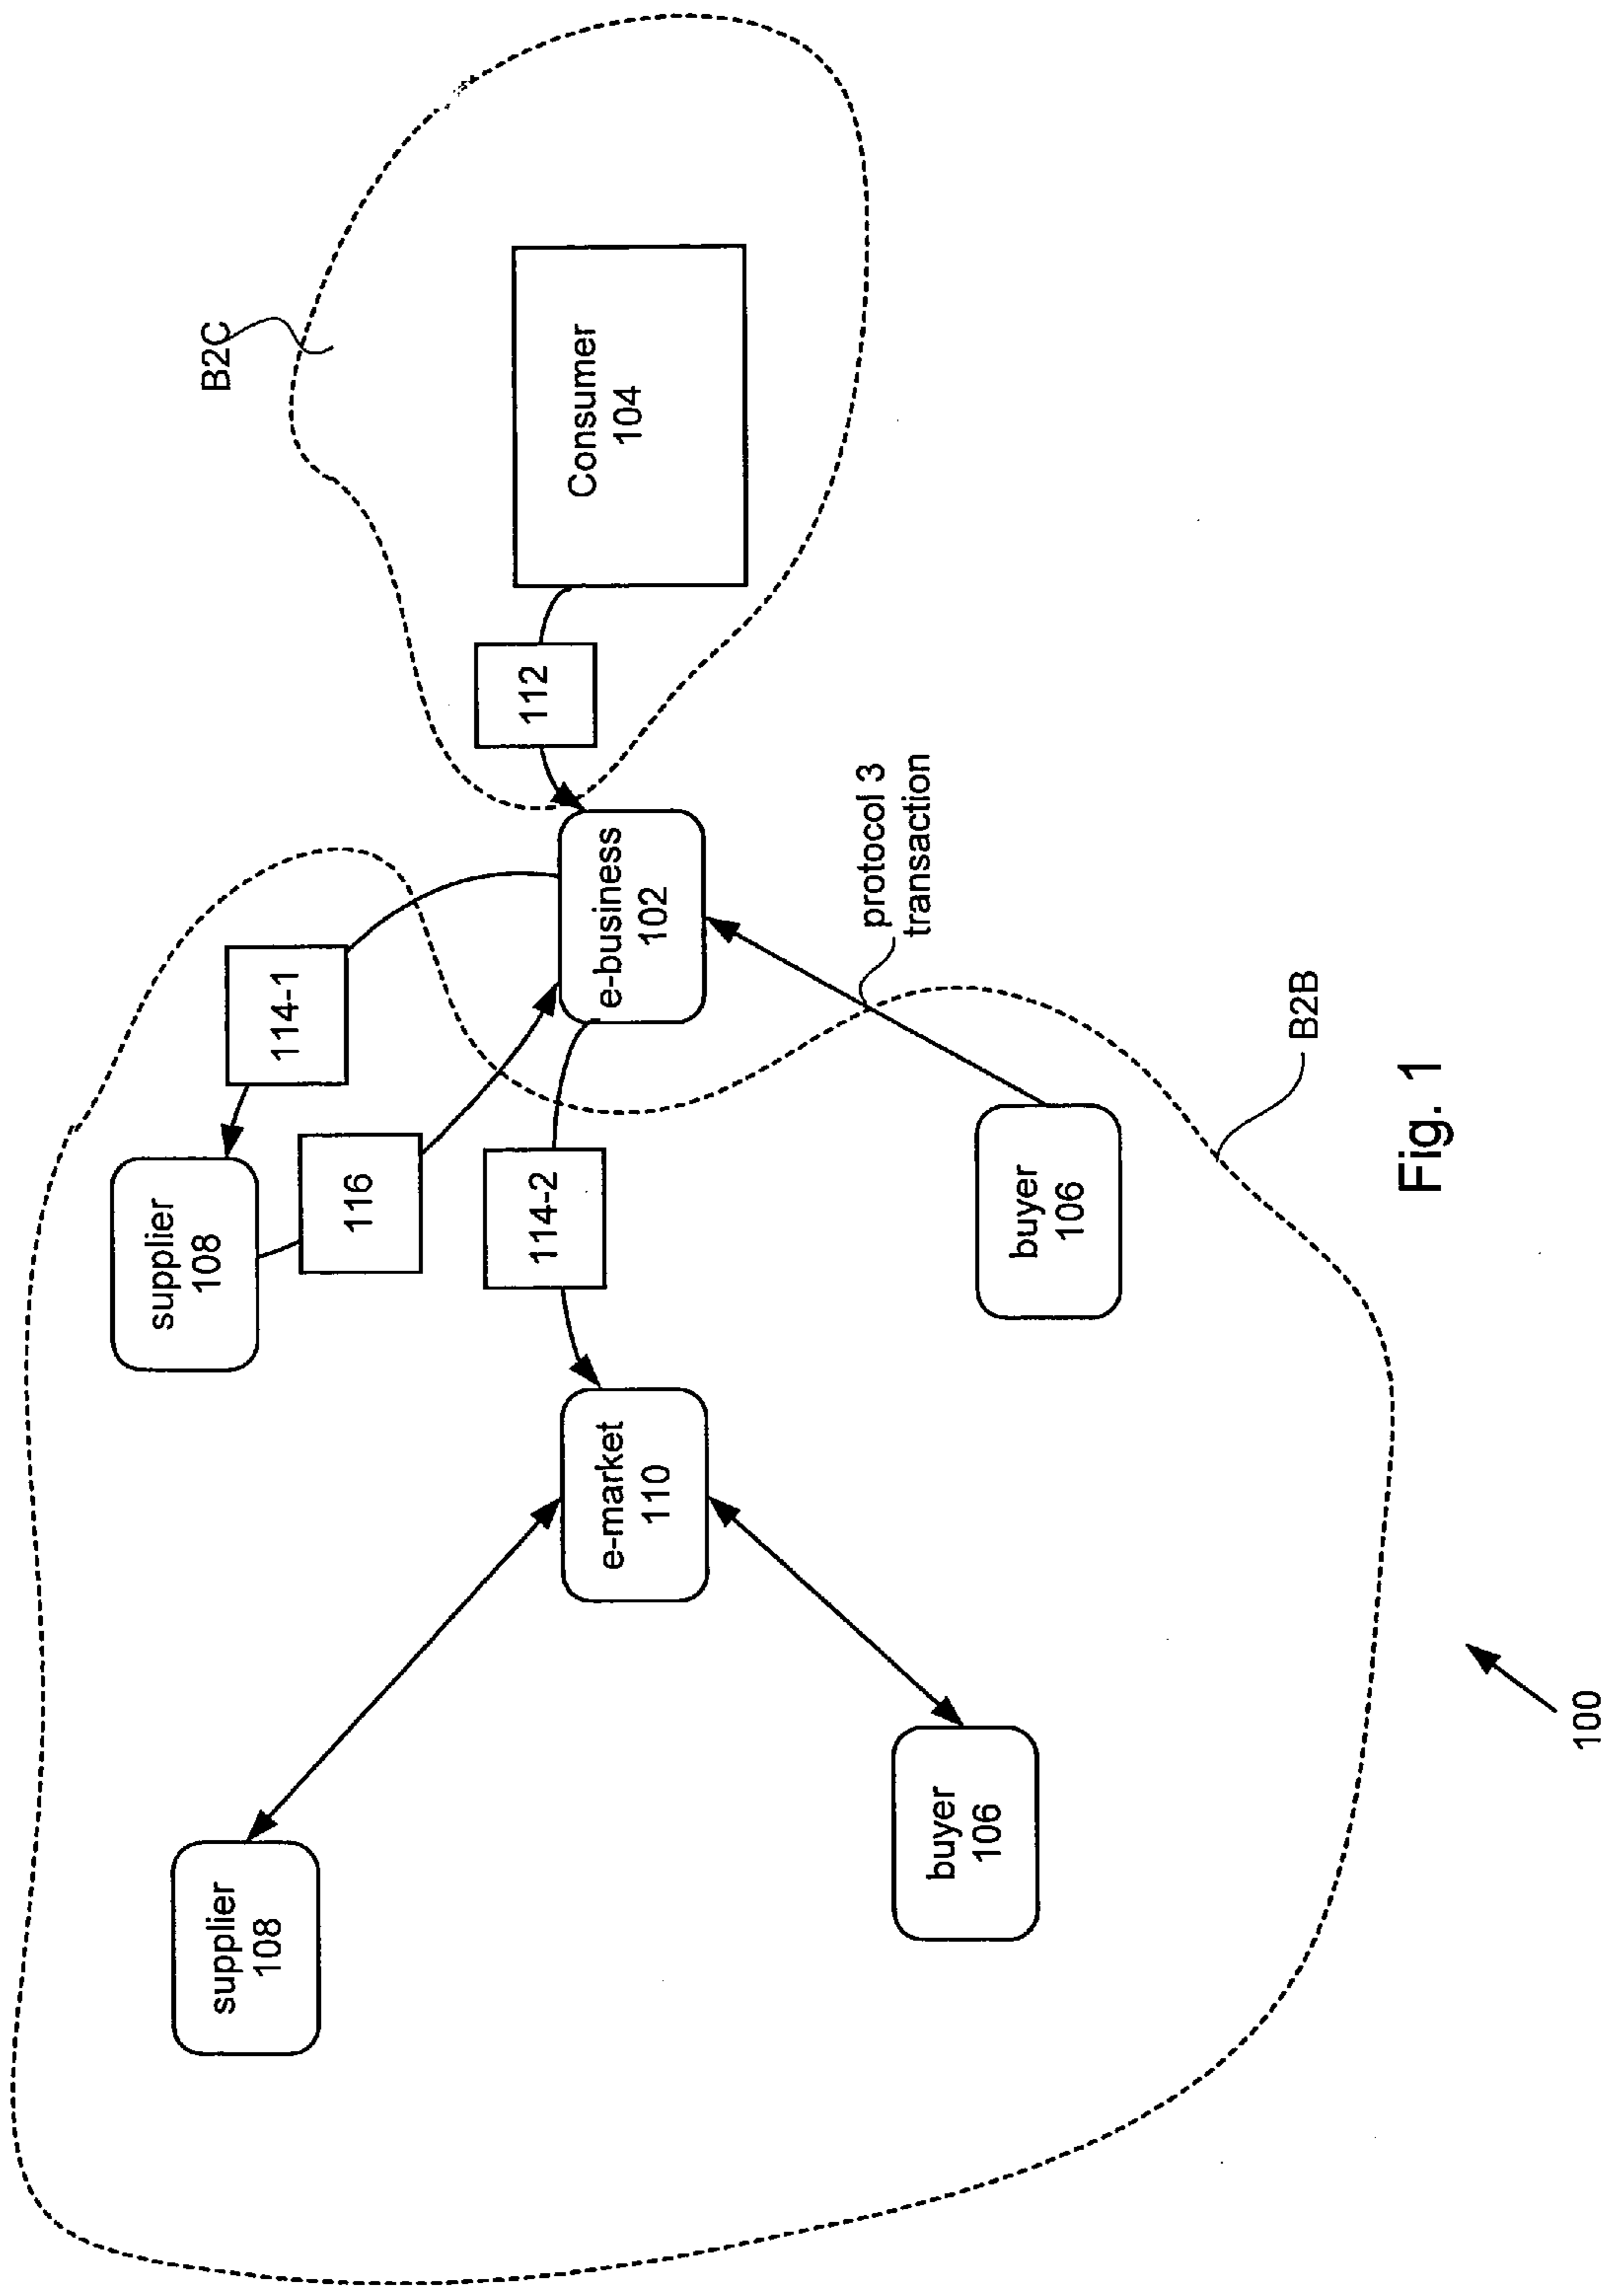 B2C
Consumer
104
112
114-1
supplier
108
116
e-business
102
114-2
protocol 3
transaction
e-market
110
buyer
106
B2B
supplier
108
buyer
106
Fig. 1
100